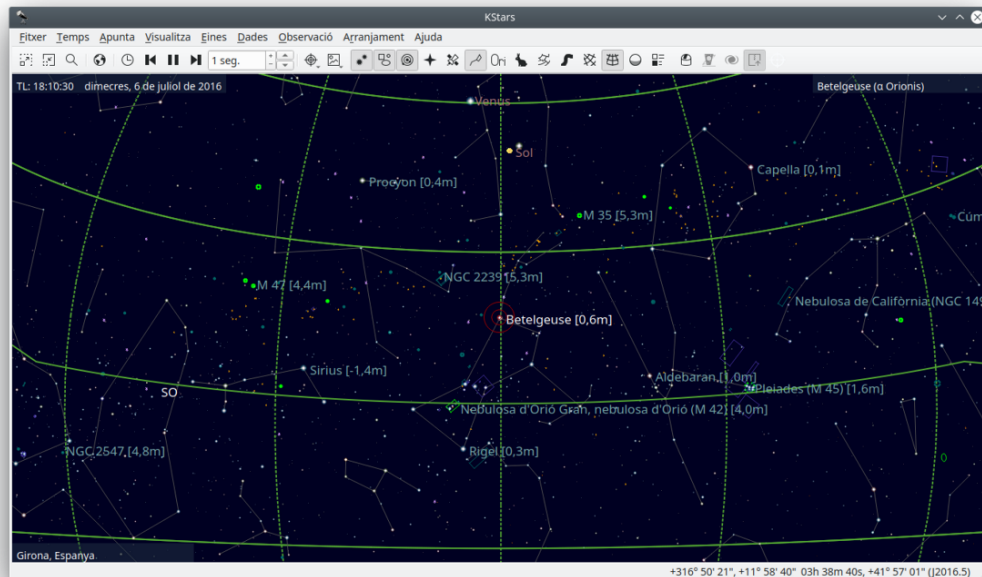 KStars
Fitxer Temps Apunta Visualitza Eines Dades Observació Arranjament Ajuda
1 seg.
Ori
TL: 18:10:30 dimecres, 6 de juliol de 2016
Betelgeuse (α Orionis)
Venus
Sol
Procyon [0,4m]
Capella [0,1m]
M 35 [5,3m]
Cúm
NGC 2239 [5,3m]
M 47 [4,4m]
Nebulosa de Califòrnia (NGC 149
Betelgeuse [0,6m]
Sirius [-1,4m]
Aldebaran [1,0m]
SO
Pleiades (M 45) [1,6m]
Nebulosa d'Orió Gran, nebulosa d'Orió (M 42) [4,0m]
NGC 2547 [4,8m]
Rigel [0,3m]
Girona, Espanya
+316° 50' 21", +11° 58' 40" 03h 38m 40s, +41° 57' 01" (J2016.5)